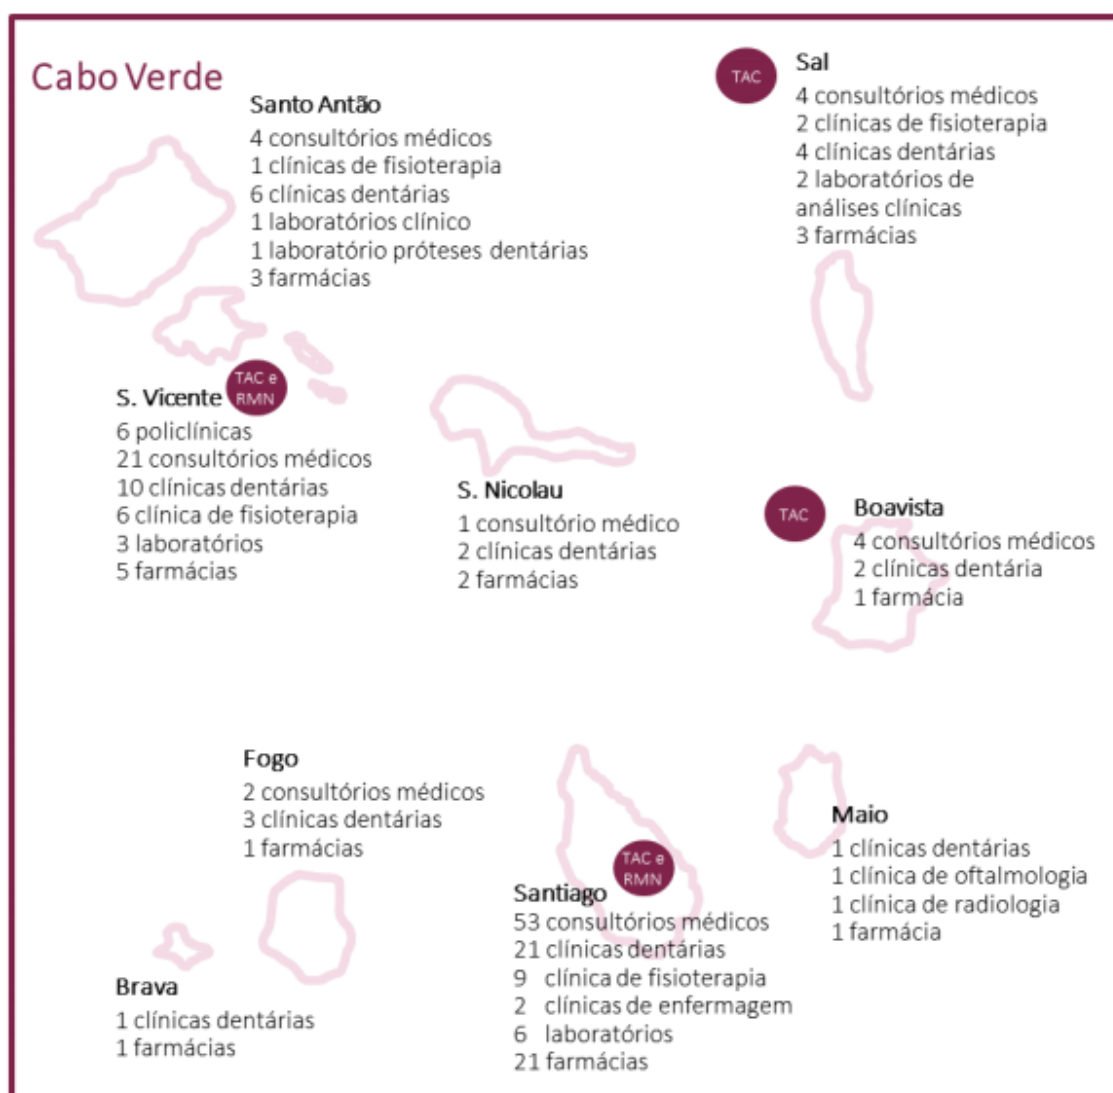 Cabo Verde
Santo Antão
4 consultórios médicos
1 clínicas de fisioterapia
6 clínicas dentárias
1 laboratórios clínico
1 laboratório próteses dentárias
3 farmácias
TAC
Sal
4 consultórios médicos
2 clínicas de fisioterapia
4 clínicas dentárias
2 laboratórios de
análises clínicas
3 farmácias
TAC e
RMN
S. Vicente
6 policlínicas
21 consultórios médicos
10 clínicas dentárias
6 clínica de fisioterapia
3 laboratórios
5 farmácias
S. Nicolau
1 consultório médico
2 clínicas dentárias
2 farmácias
TAC
Boavista
4 consultórios médicos
2 clínicas dentária
1 farmácia
Fogo
2 consultórios médicos
3 clínicas dentárias
1 farmácias
Maio
1 clínicas dentárias
1 clínica de oftalmologia
1 clínica de radiologia
1 farmácia
TAC e
RMN
Santiago
53 consultórios médicos
21 clínicas dentárias
9 clínica de fisioterapia
2 clínicas de enfermagem
6 laboratórios
21 farmácias
Brava
1 clínicas dentárias
1 farmácias